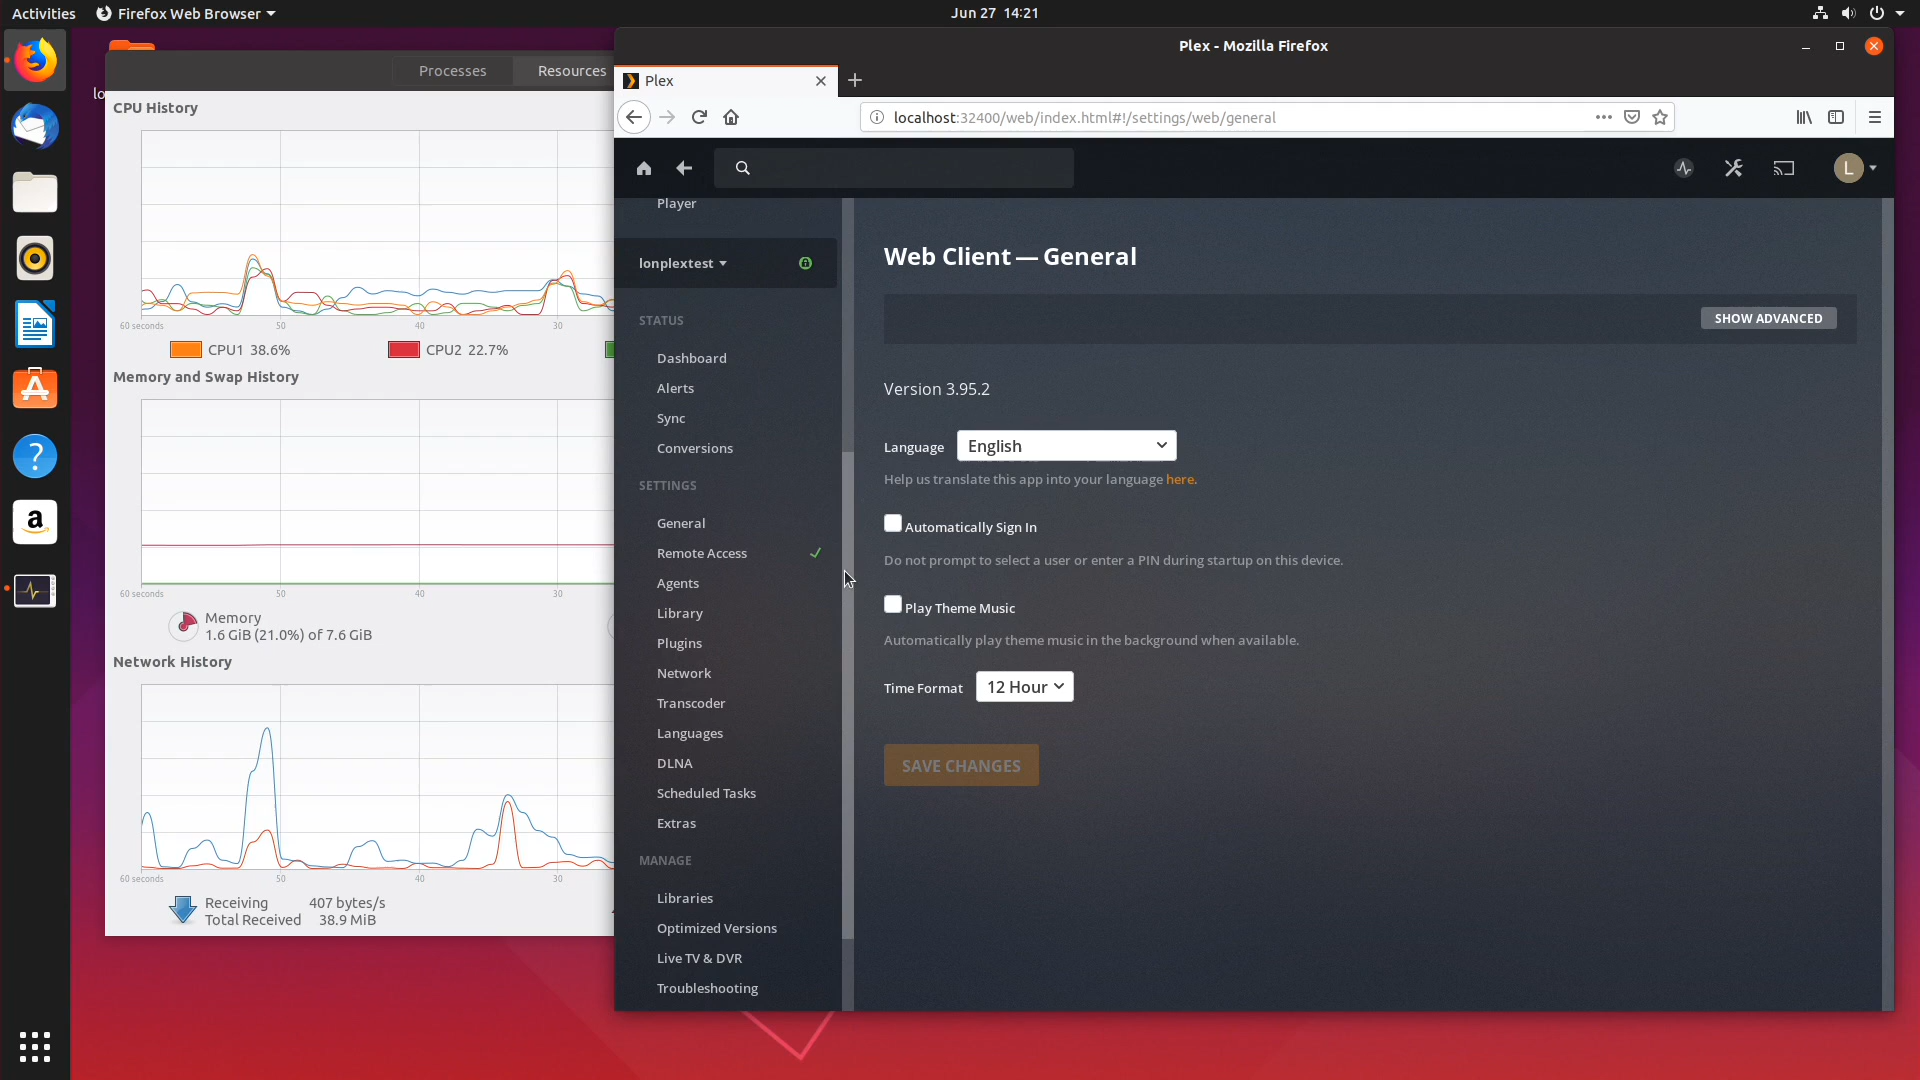 Activities
Firefox Web Browser
Jun 27 14:21
Processes
Resources
CPU History
60 seconds 50 40 30
CPU1 38.6% CPU2 22.7%
Memory and Swap History
60 seconds 50 40 30
Memory
1.6 GiB (21.0%) of 7.6 GiB
Network History
60 seconds 50 40 30
Receiving 407 bytes/s
Total Received 38.9 MiB
Plex - Mozilla Firefox
Plex
localhost:32400/web/index.html#!/settings/web/general
L
Player
lonplextest
STATUS
Dashboard
Alerts
Sync
Conversions
SETTINGS
General
Remote Access
Agents
Library
Plugins
Network
Transcoder
Languages
DLNA
Scheduled Tasks
Extras
MANAGE
Libraries
Optimized Versions
Live TV & DVR
Troubleshooting
Web Client — General
SHOW ADVANCED
Version 3.95.2
Language English
Help us translate this app into your language here.
Automatically Sign In
Do not prompt to select a user or enter a PIN during startup on this device.
Play Theme Music
Automatically play theme music in the background when available.
Time Format 12 Hour
SAVE CHANGES